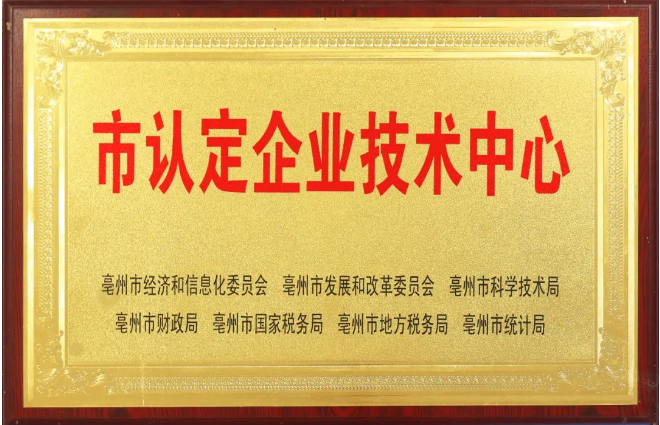 市认定企业技术中心
亳州市经济和信息化委员会 亳州市发展和改革委员会 亳州市科学技术局
亳州市财政局 亳州市国家税务局 亳州市地方税务局 亳州市统计局